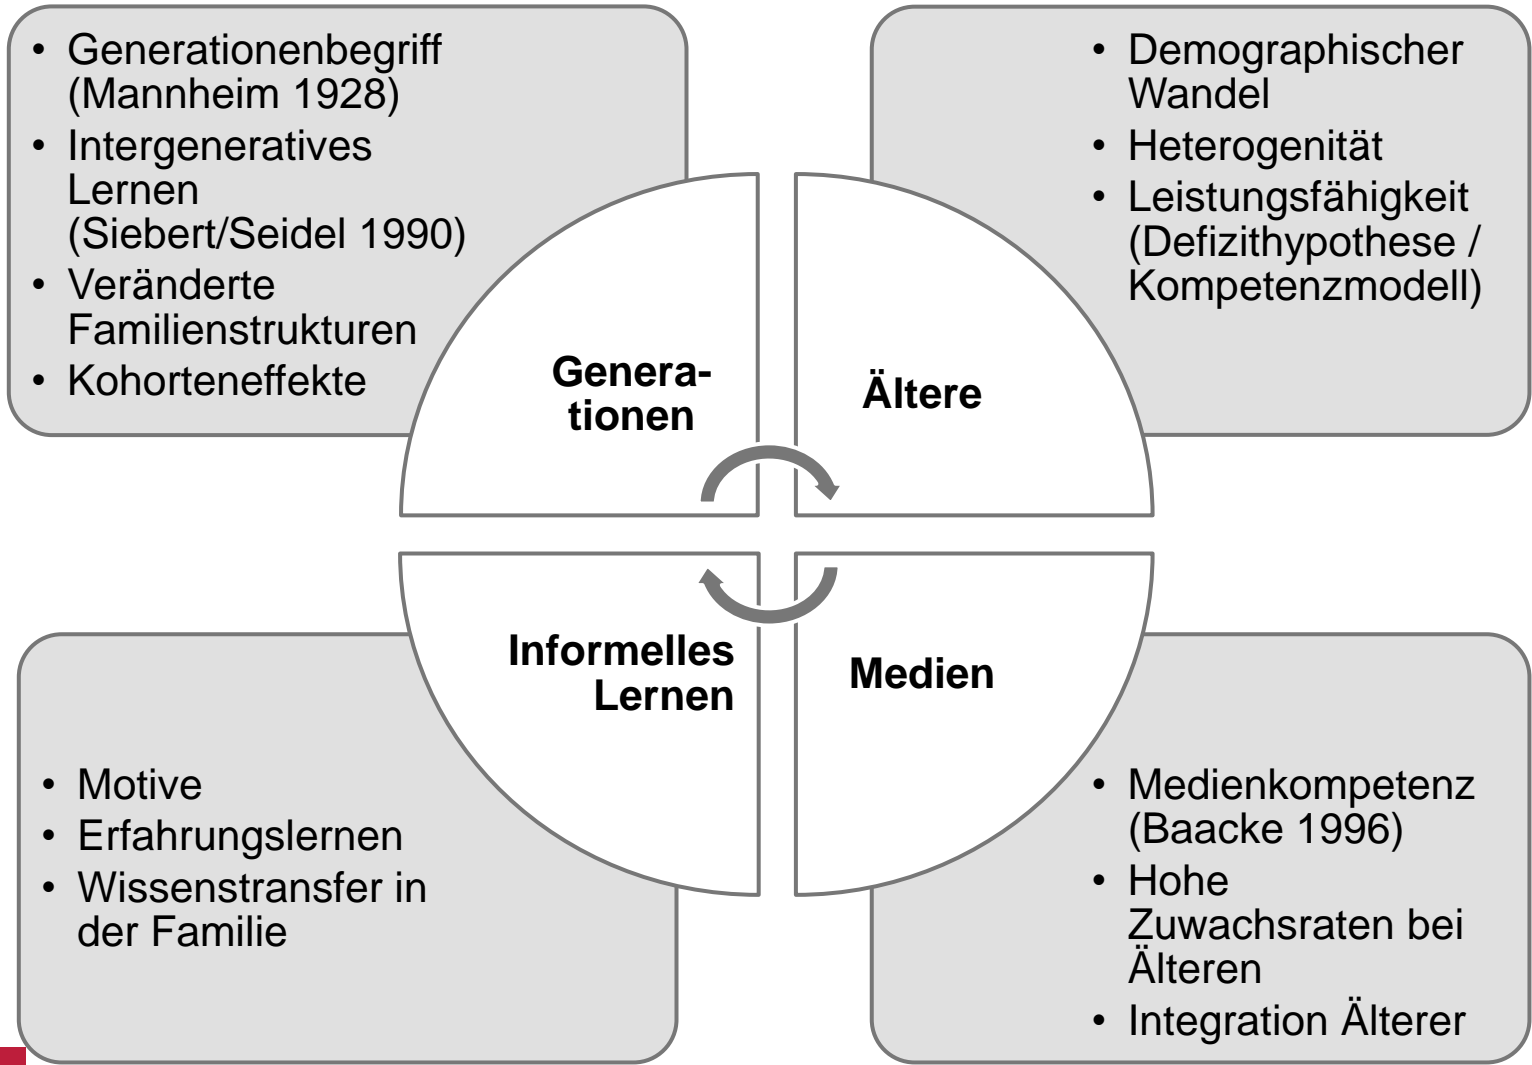 • Generationenbegriff
(Mannheim 1928)
• Intergeneratives
Lernen
(Siebert/Seidel 1990)
• Veränderte
Familienstrukturen
• Kohorteneffekte
• Demographischer
Wandel
• Heterogenität
• Leistungsfähigkeit
(Defizithypothese /
Kompetenzmodell)
Genera-
tionen
Ältere
Informelles
Lernen
Medien
• Motive
• Erfahrungslernen
• Wissenstransfer in
der Familie
• Medienkompetenz
(Baacke 1996)
• Hohe
Zuwachsraten bei
Älteren
• Integration Älterer